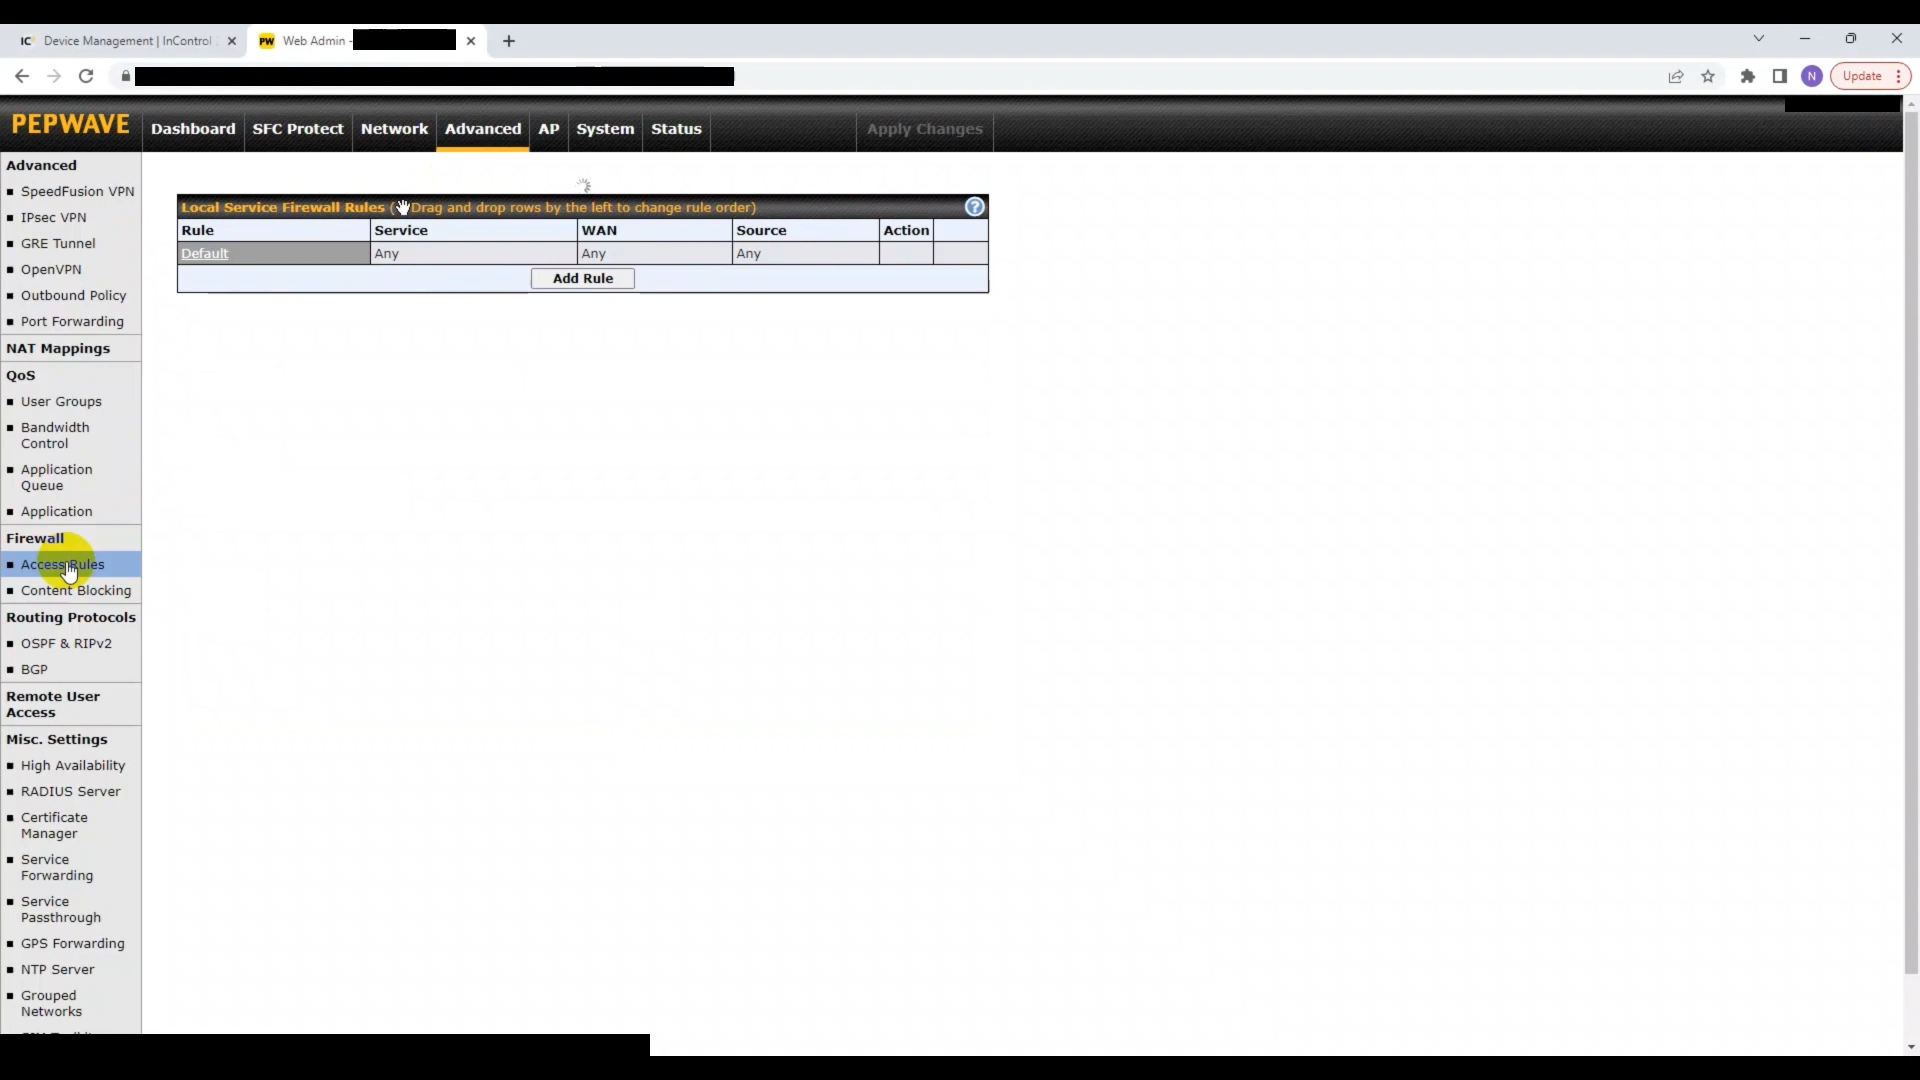 IC Device Management | InControl
PW Web Admin -
N Update
PEPWAVE Dashboard SFC Protect Network Advanced AP System Status Apply Changes
Advanced
SpeedFusion VPN
IPsec VPN
GRE Tunnel
OpenVPN
Outbound Policy
Port Forwarding
NAT Mappings
QoS
User Groups
Bandwidth
Control
Application
Queue
Application
Firewall
Access Rules
Content Blocking
Routing Protocols
OSPF & RIPv2
BGP
Remote User
Access
Misc. Settings
High Availability
RADIUS Server
Certificate
Manager
Service
Forwarding
Service
Passthrough
GPS Forwarding
NTP Server
Grouped
Networks
Local Service Firewall Rules ( Drag and drop rows by the left to change rule order) ?
Rule Service WAN Source Action
Default Any Any Any
Add Rule